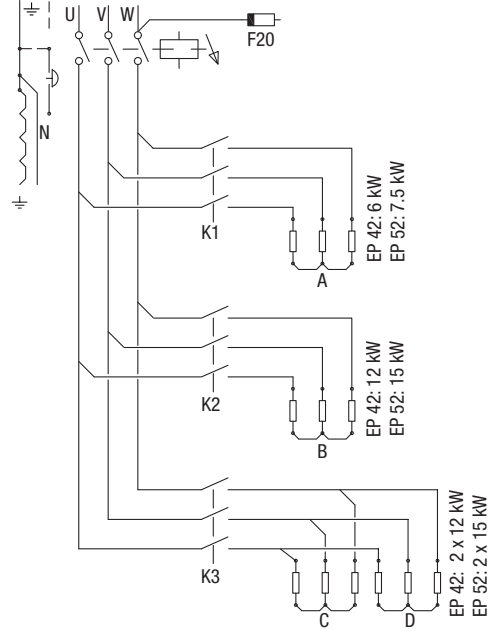 U
V
W
F20
N
K1
A
EP 42: 6 kW
EP 52: 7.5 kW
K2
B
EP 42: 12 kW
EP 52: 15 kW
K3
C
D
EP 42: 2 x 12 kW
EP 52: 2 x 15 kW